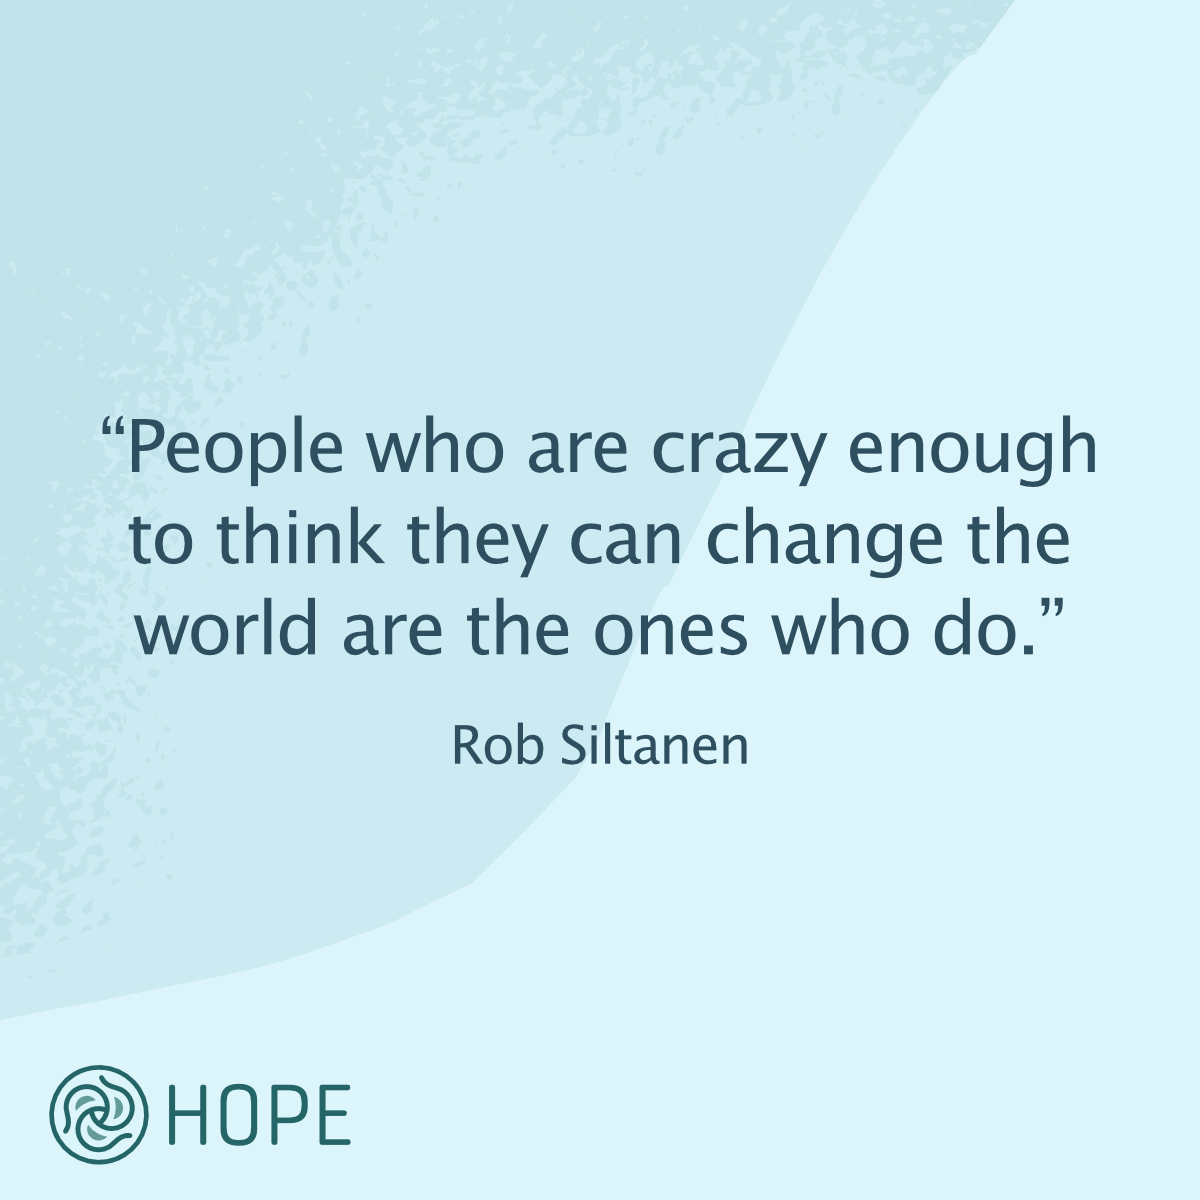 “People who are crazy enough
to think they can change the
world are the ones who do.”
Rob Siltanen
HOPE